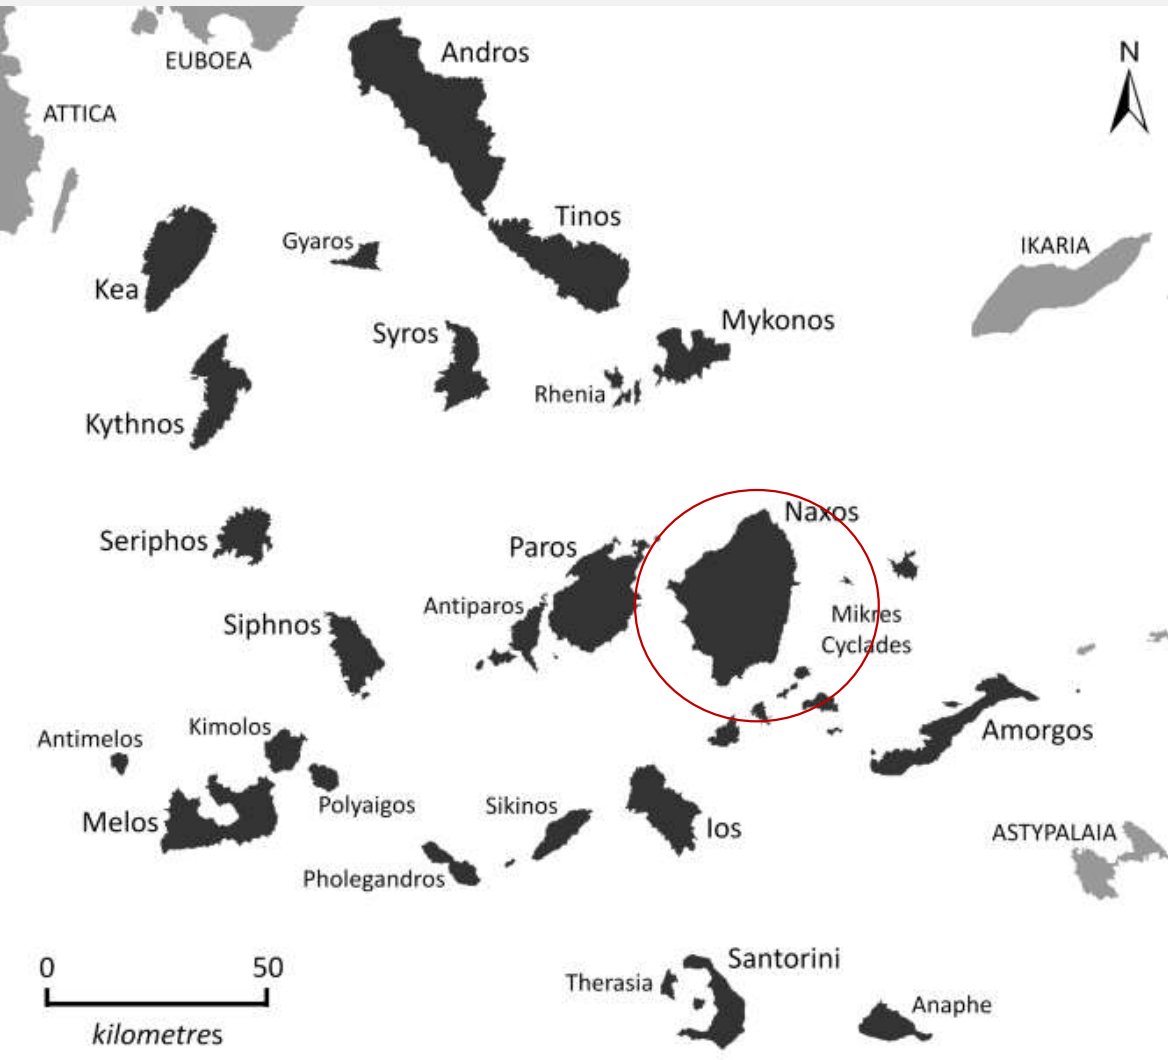 Andros
N
EUBOEA
ATTICA
Tinos
Gyaros
IKARIA
Kea
Mykonos
Syros
Rhenia
Kythnos
Naxos
Seriphos
Paros
Antiparos
Mikres
Cyclades
Siphnos
Kimolos
Amorgos
Antimelos
Polyaigos
Sikinos
Melos
Ios
ASTYPALAIA
Pholegandros
Santorini
0 50
Therasia
Anaphe
kilometres